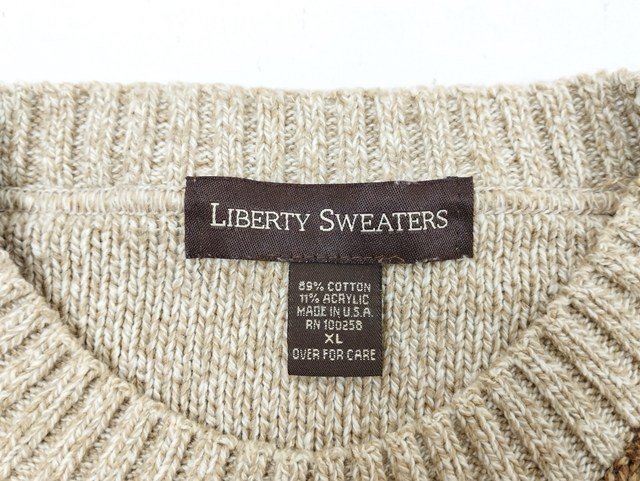 LIBERTY SWEATERS
89% COTTON
11% ACRYLIC
MADE IN U.S.A.
RN 100258
XL
OVER FOR CARE